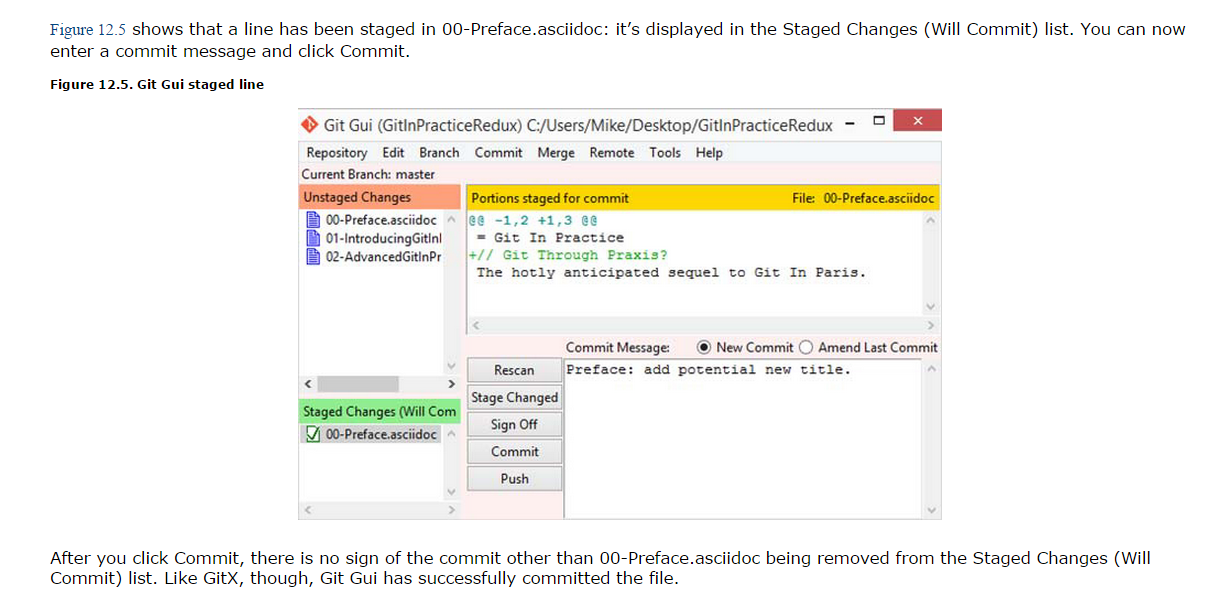 Figure 12.5 shows that a line has been staged in 00-Preface.asciidoc: it’s displayed in the Staged Changes (Will Commit) list. You can now
enter a commit message and click Commit.
Figure 12.5. Git Gui staged line
Git Gui (GitInPracticeRedux) C:/Users/Mike/Desktop/GitInPracticeRedux
Repository Edit Branch Commit Merge Remote Tools Help
Current Branch: master
Unstaged Changes
00-Preface.asciidoc
01-IntroducingGitInI
02-AdvancedGitInPr
Portions staged for commit File: 00-Preface.asciidoc
@@ -1,2 +1,3 @@
= Git In Practice
+// Git Through Praxis?
The hotly anticipated sequel to Git In Paris.
Commit Message: New Commit Amend Last Commit
Rescan
Stage Changed
Sign Off
Commit
Push
Preface: add potential new title.
Staged Changes (Will Com
00-Preface.asciidoc
After you click Commit, there is no sign of the commit other than 00-Preface.asciidoc being removed from the Staged Changes (Will
Commit) list. Like GitX, though, Git Gui has successfully committed the file.